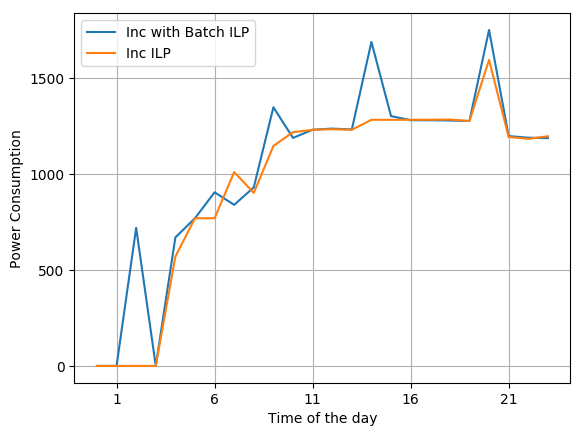 Inc with Batch ILP
Inc ILP
1500
1000
500
0
Power Consumption
1 6 11 16 21
Time of the day